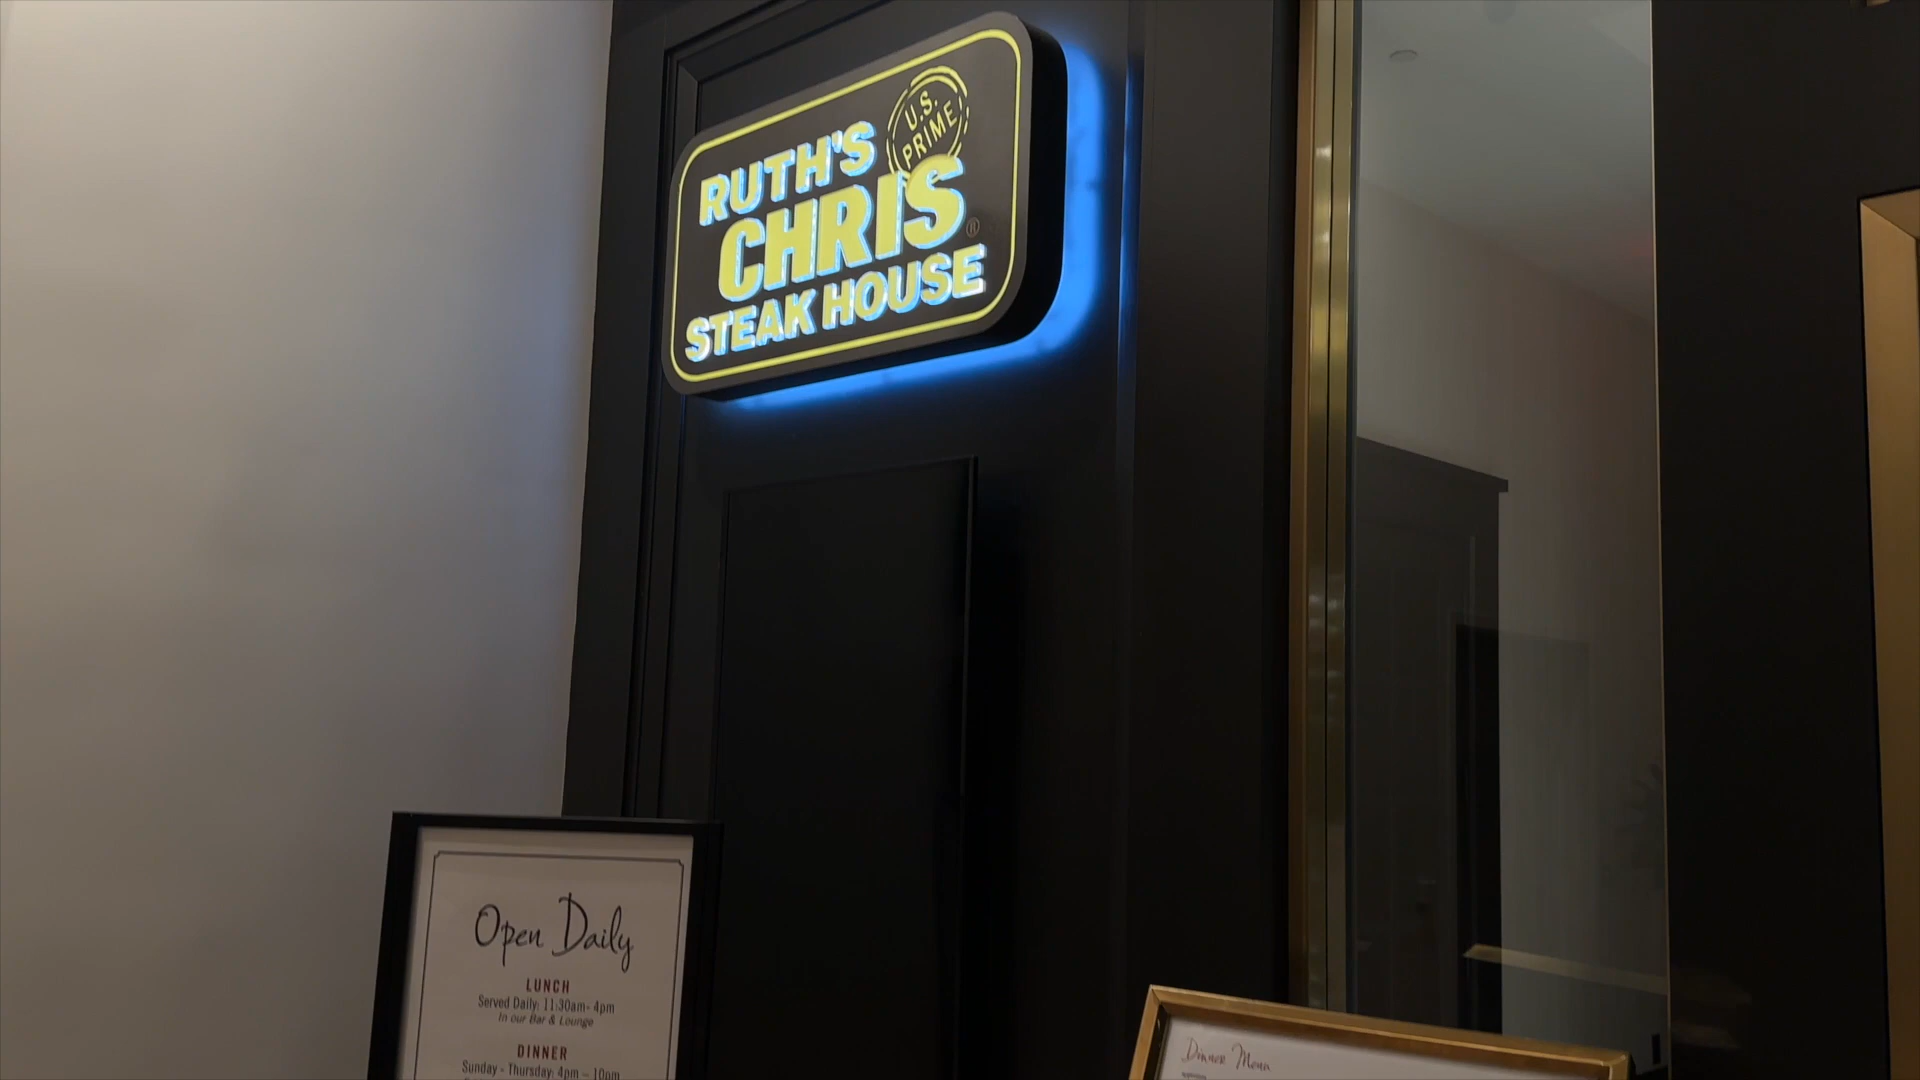 U.S.
PRIME
RUTH'S
CHRIS®
STEAK HOUSE
Open Daily
LUNCH
Served Daily: 11:30am- 4pm
In our Bar & Lounge
DINNER
Sunday - Thursday: 4pm – 10pm
Dinner Menu